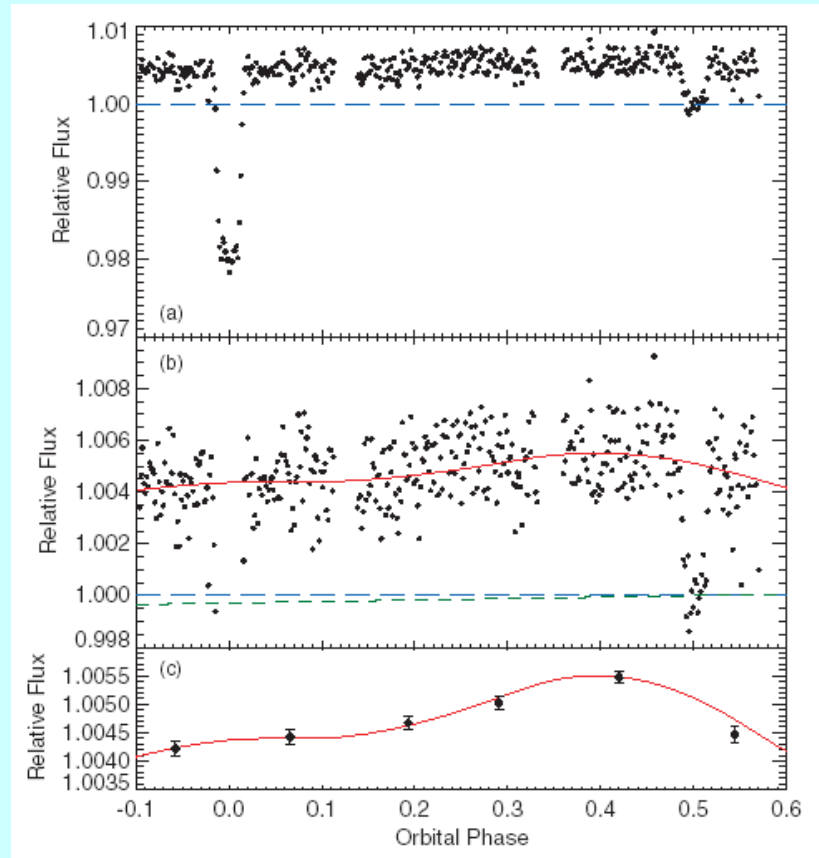 1.01
1.00
0.99
0.98
0.97
Relative Flux
(a)
(b)
1.008
1.006
1.004
1.002
1.000
0.998
Relative Flux
(c)
1.0055
1.0050
1.0045
1.0040
1.0035
Relative Flux
-0.1 0.0 0.1 0.2 0.3 0.4 0.5 0.6
Orbital Phase